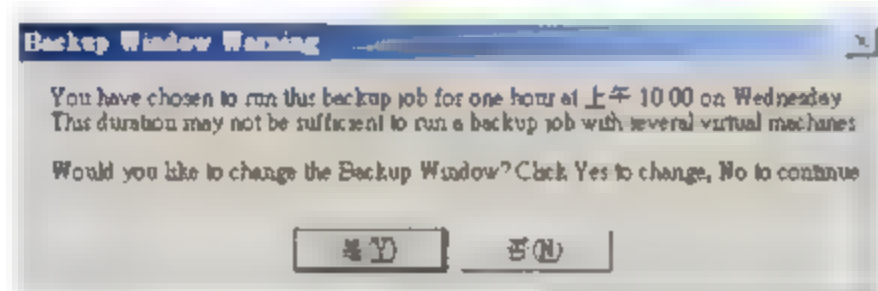 Backup Window Warning
You have chosen to run this backup job for one hour at 上午 10:00 on Wednesday
This duration may not be sufficient to run a backup job with several virtual machines
Would you like to change the Backup Window? Click Yes to change, No to continue
是(Y) 否(N)